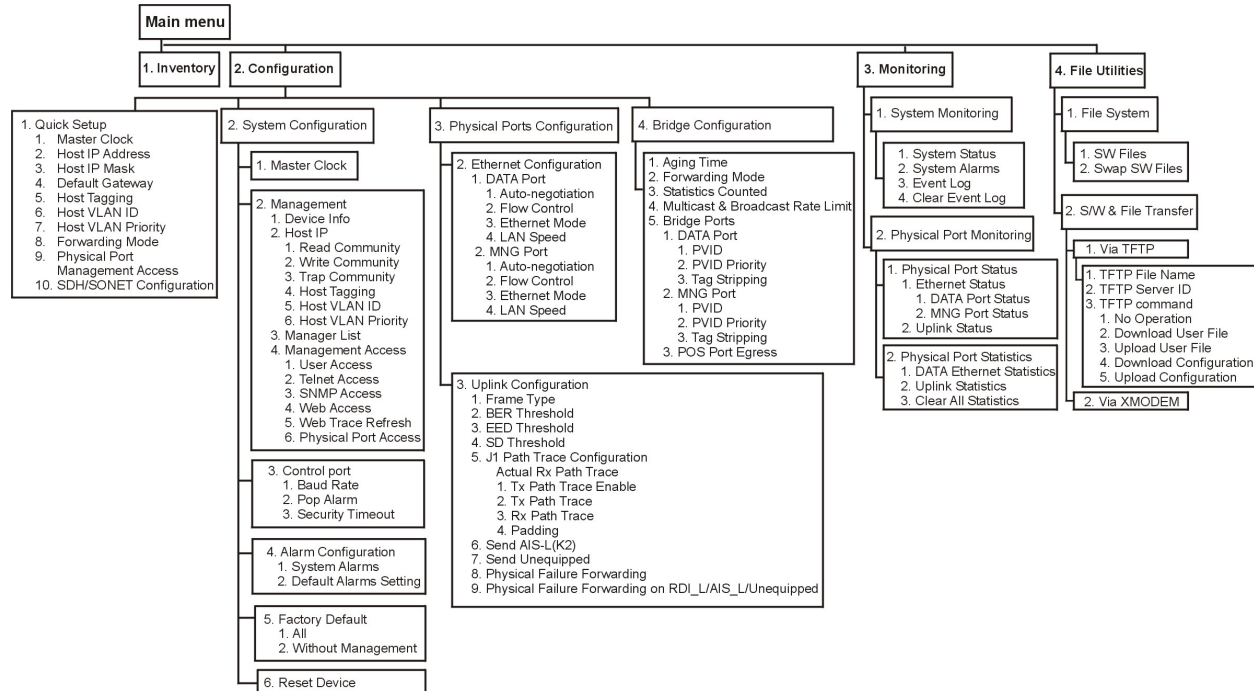 Main menu
1. Inventory
2. Configuration
3. Monitoring
4. File Utilities
1. Quick Setup
1. Master Clock
2. Host IP Address
3. Host IP Mask
4. Default Gateway
5. Host Tagging
6. Host VLAN ID
7. Host VLAN Priority
8. Forwarding Mode
9. Physical Port
Management Access
10. SDH/SONET Configuration
2. System Configuration
1. Master Clock
2. Management
1. Device Info
2. Host IP
1. Read Community
2. Write Community
3. Trap Community
4. Host Tagging
5. Host VLAN ID
6. Host VLAN Priority
3. Manager List
4. Management Access
1. User Access
2. Telnet Access
3. SNMP Access
4. Web Access
5. Web Trace Refresh
6. Physical Port Access
3. Control port
1. Baud Rate
2. Pop Alarm
3. Security Timeout
4. Alarm Configuration
1. System Alarms
2. Default Alarms Setting
5. Factory Default
1. All
2. Without Management
6. Reset Device
3. Physical Ports Configuration
2. Ethernet Configuration
1. DATA Port
1. Auto-negotiation
2. Flow Control
3. Ethernet Mode
4. LAN Speed
2. MNG Port
1. Auto-negotiation
2. Flow Control
3. Ethernet Mode
4. LAN Speed
3. Uplink Configuration
1. Frame Type
2. BER Threshold
3. EED Threshold
4. SD Threshold
5. J1 Path Trace Configuration
Actual Rx Path Trace
1. Tx Path Trace Enable
2. Tx Path Trace
3. Rx Path Trace
4. Padding
6. Send AIS-L(K2)
7. Send Unequipped
8. Physical Failure Forwarding
9. Physical Failure Forwarding on RDI_L/AIS_L/Unequipped
4. Bridge Configuration
1. Aging Time
2. Forwarding Mode
3. Statistics Counted
4. Multicast & Broadcast Rate Limit
5. Bridge Ports
1. DATA Port
1. PVID
2. PVID Priority
3. Tag Stripping
2. MNG Port
1. PVID
2. PVID Priority
3. Tag Stripping
3. POS Port Egress
1. System Monitoring
1. System Status
2. System Alarms
3. Event Log
4. Clear Event Log
2. Physical Port Monitoring
1. Physical Port Status
1. Ethernet Status
1. DATA Port Status
2. MNG Port Status
2. Uplink Status
2. Physical Port Statistics
1. DATA Ethernet Statistics
2. Uplink Statistics
3. Clear All Statistics
1. File System
1. SW Files
2. Swap SW Files
2. S/W & File Transfer
1. Via TFTP
1. TFTP File Name
2. TFTP Server ID
3. TFTP command
1. No Operation
2. Download User File
3. Upload User File
4. Download Configuration
5. Upload Configuration
2. Via XMODEM